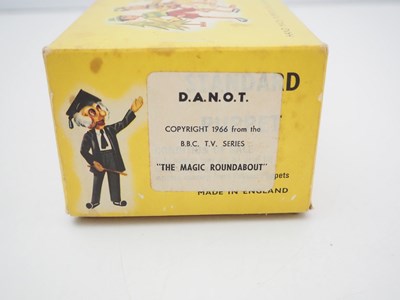 D.A.N.O.T.
COPYRIGHT 1966 from the
B.B.C. T.V. SERIES
"THE MAGIC ROUNDABOUT"
MADE IN ENGLAND